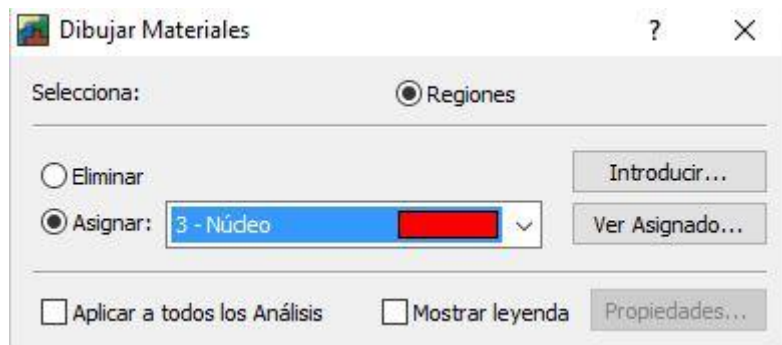 Dibujar Materiales ? X
Selecciona: Regiones
Eliminar Introducir...
Asignar: 3 - Núcleo Ver Asignado...
Aplicar a todos los Análisis Mostrar leyenda Propiedades...